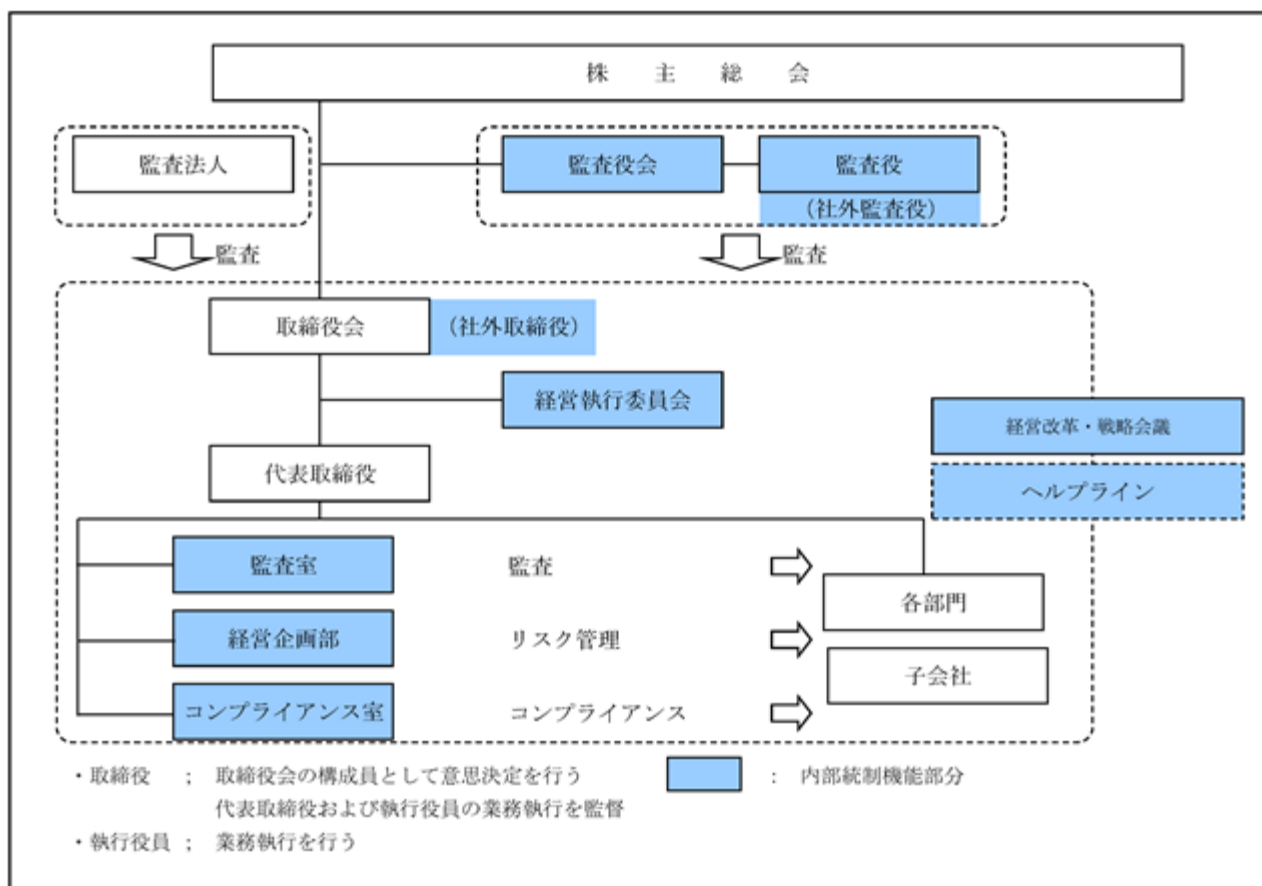 株主総会
監査法人
監査役会
監査役
（社外監査役）
監査
監査
取締役会
（社外取締役）
経営執行委員会
経営改革・戦略会議
代表取締役
ヘルプライン
監査室
監査
各部門
経営企画部
リスク管理
子会社
コンプライアンス室
コンプライアンス
・取締役 ； 取締役会の構成員として意思決定を行う
： 内部統制機能部分
代表取締役および執行役員の業務執行を監督
・執行役員 ； 業務執行を行う